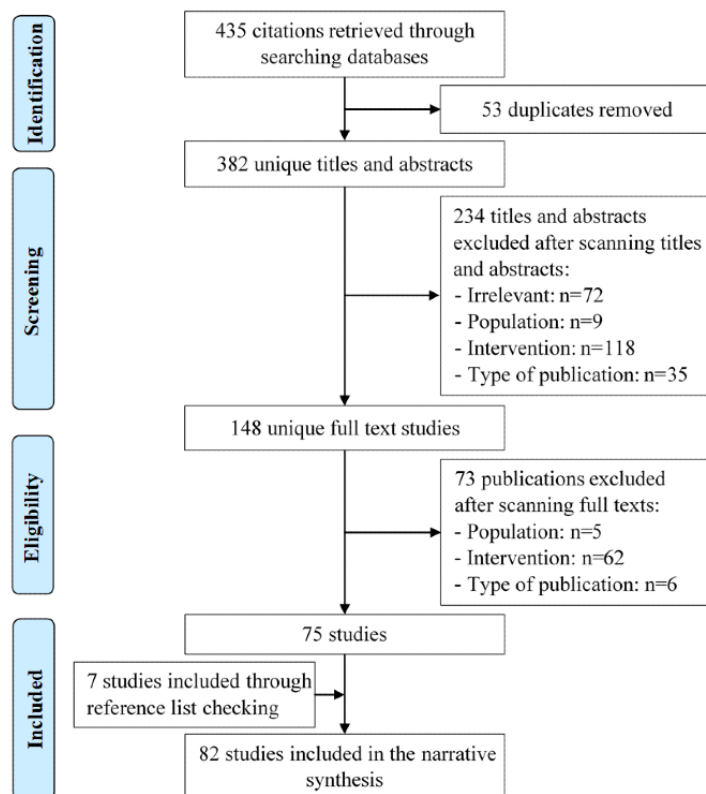 Identification
435 citations retrieved through
searching databases
53 duplicates removed
382 unique titles and abstracts
Screening
234 titles and abstracts
excluded after scanning titles
and abstracts:
- Irrelevant: n=72
- Population: n=9
- Intervention: n=118
- Type of publication: n=35
148 unique full text studies
Eligibility
73 publications excluded
after scanning full texts:
- Population: n=5
- Intervention: n=62
- Type of publication: n=6
75 studies
Included
7 studies included through
reference list checking
82 studies included in the narrative
synthesis